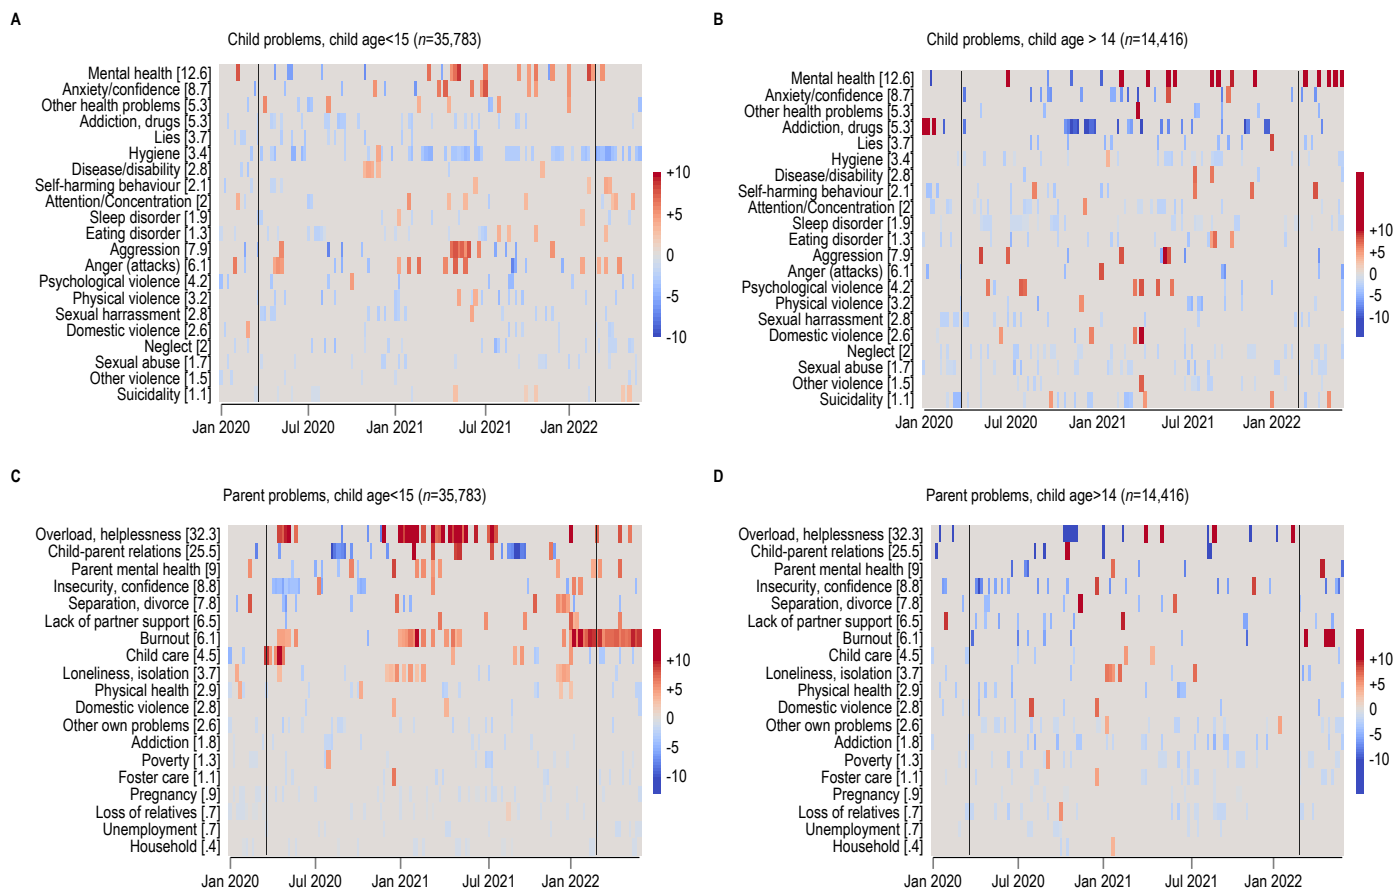 A
Child problems, child age<15 (n=35,783)
Mental health [12.6]
Anxiety/confidence [8.7]
Other health problems [5.3]
Addiction, drugs [5.3]
Lies [3.7]
Hygiene [3.4]
Disease/disability [2.8]
Self-harming behaviour [2.1]
Attention/Concentration [2]
Sleep disorder [1.9]
Eating disorder [1.3]
Aggression [7.9]
Anger (attacks) [6.1]
Psychological violence [4.2]
Physical violence [3.2]
Sexual harrassment [2.8]
Domestic violence [2.6]
Neglect [2]
Sexual abuse [1.7]
Other violence [1.5]
Suicidality [1.1]
Jan 2020 Jul 2020 Jan 2021 Jul 2021 Jan 2022
+10
+5
0
-5
-10
B
Child problems, child age > 14 (n=14,416)
Mental health [12.6]
Anxiety/confidence [8.7]
Other health problems [5.3]
Addiction, drugs [5.3]
Lies [3.7]
Hygiene [3.4]
Disease/disability [2.8]
Self-harming behaviour [2.1]
Attention/Concentration [2]
Sleep disorder [1.9]
Eating disorder [1.3]
Aggression [7.9]
Anger (attacks) [6.1]
Psychological violence [4.2]
Physical violence [3.2]
Sexual harrassment [2.8]
Domestic violence [2.6]
Neglect [2]
Sexual abuse [1.7]
Other violence [1.5]
Suicidality [1.1]
Jan 2020 Jul 2020 Jan 2021 Jul 2021 Jan 2022
+10
+5
0
-5
-10
C
Parent problems, child age<15 (n=35,783)
Overload, helplessness [32.3]
Child-parent relations [25.5]
Parent mental health [9]
Insecurity, confidence [8.8]
Separation, divorce [7.8]
Lack of partner support [6.5]
Burnout [6.1]
Child care [4.5]
Loneliness, isolation [3.7]
Physical health [2.9]
Domestic violence [2.8]
Other own problems [2.6]
Addiction [1.8]
Poverty [1.3]
Foster care [1.1]
Pregnancy [.9]
Loss of relatives [.7]
Unemployment [.7]
Household [.4]
Jan 2020 Jul 2020 Jan 2021 Jul 2021 Jan 2022
+10
+5
0
-5
-10
D
Parent problems, child age>14 (n=14,416)
Overload, helplessness [32.3]
Child-parent relations [25.5]
Parent mental health [9]
Insecurity, confidence [8.8]
Separation, divorce [7.8]
Lack of partner support [6.5]
Burnout [6.1]
Child care [4.5]
Loneliness, isolation [3.7]
Physical health [2.9]
Domestic violence [2.8]
Other own problems [2.6]
Addiction [1.8]
Poverty [1.3]
Foster care [1.1]
Pregnancy [.9]
Loss of relatives [.7]
Unemployment [.7]
Household [.4]
Jan 2020 Jul 2020 Jan 2021 Jul 2021 Jan 2022
+10
+5
0
-5
-10